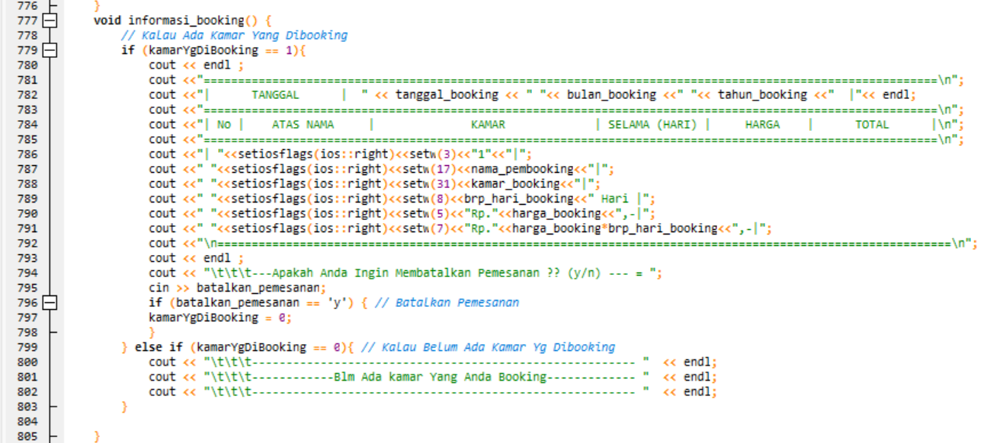 776 }
777 void informasi_booking() {
778 // Kalau Ada Kamar Yang Dibooking
779 if (kamarYgDiBooking == 1){
780 cout << endl ;
781 cout <<"===========================================================================================================\n";
782 cout <<"|      TANGGAL      |  " << tanggal_booking << " "<< bulan_booking <<" "<< tahun_booking <<"  |"<< endl;
783 cout <<"===========================================================================================================\n";
784 cout <<"| No |    ATAS NAMA     |              KAMAR             | SELAMA (HARI) |     HARGA    |      TOTAL      |\n";
785 cout <<"===========================================================================================================\n";
786 cout <<"| "<<setiosflags(ios::right)<<setw(3)<<"1"<<"|";
787 cout <<" "<<setiosflags(ios::right)<<setw(17)<<nama_pembooking<<"|";
788 cout <<" "<<setiosflags(ios::right)<<setw(31)<<kamar_booking<<"|";
789 cout <<" "<<setiosflags(ios::right)<<setw(8)<<brp_hari_booking<<" Hari |";
790 cout <<" "<<setiosflags(ios::right)<<setw(5)<<"Rp."<<harga_booking<<",-|";
791 cout <<" "<<setiosflags(ios::right)<<setw(7)<<"Rp."<<harga_booking*brp_hari_booking<<",-|";
792 cout <<"\n===========================================================================================================\n";
793 cout << endl ;
794 cout << "\t\t\t---Apakah Anda Ingin Membatalkan Pemesanan ?? (y/n) --- = ";
795 cin >> batalkan_pemesanan;
796 if (batalkan_pemesanan == 'y') { // Batalkan Pemesanan
797 kamarYgDiBooking = 0;
798 }
799 } else if (kamarYgDiBooking == 0){ // Kalau Belum Ada Kamar Yg Dibooking
800 cout << "\t\t\t-------------------------------------------------------- "  << endl;
801 cout << "\t\t\t------------Blm Ada kamar Yang Anda Booking------------- "  << endl;
802 cout << "\t\t\t-------------------------------------------------------- "  << endl;
803 }
804
805 }